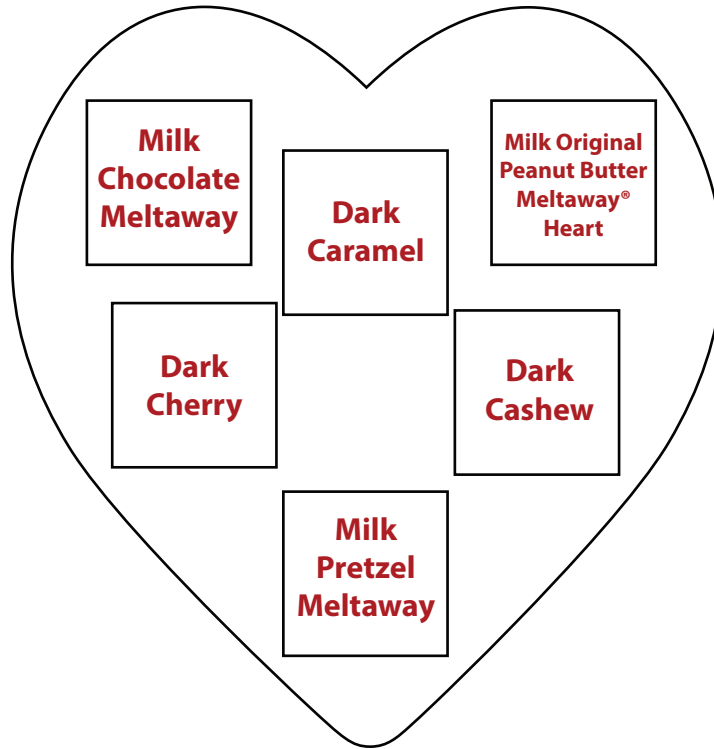 Milk
Chocolate
Meltaway
Dark
Caramel
Milk Original
Peanut Butter
Meltaway®
Heart
Dark
Cherry
Dark
Cashew
Milk
Pretzel
Meltaway